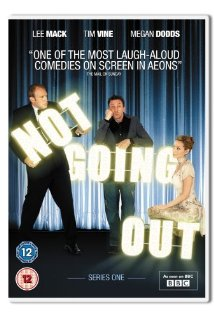 LEE MACK TIM VINE MEGAN DODDS
"ONE OF THE MOST LAUGH-ALOUD
COMEDIES ON SCREEN IN AEONS"
THE MAIL ON SUNDAY
NOT
GOING
OUT
12
12
SERIES ONE
As seen on
BBC